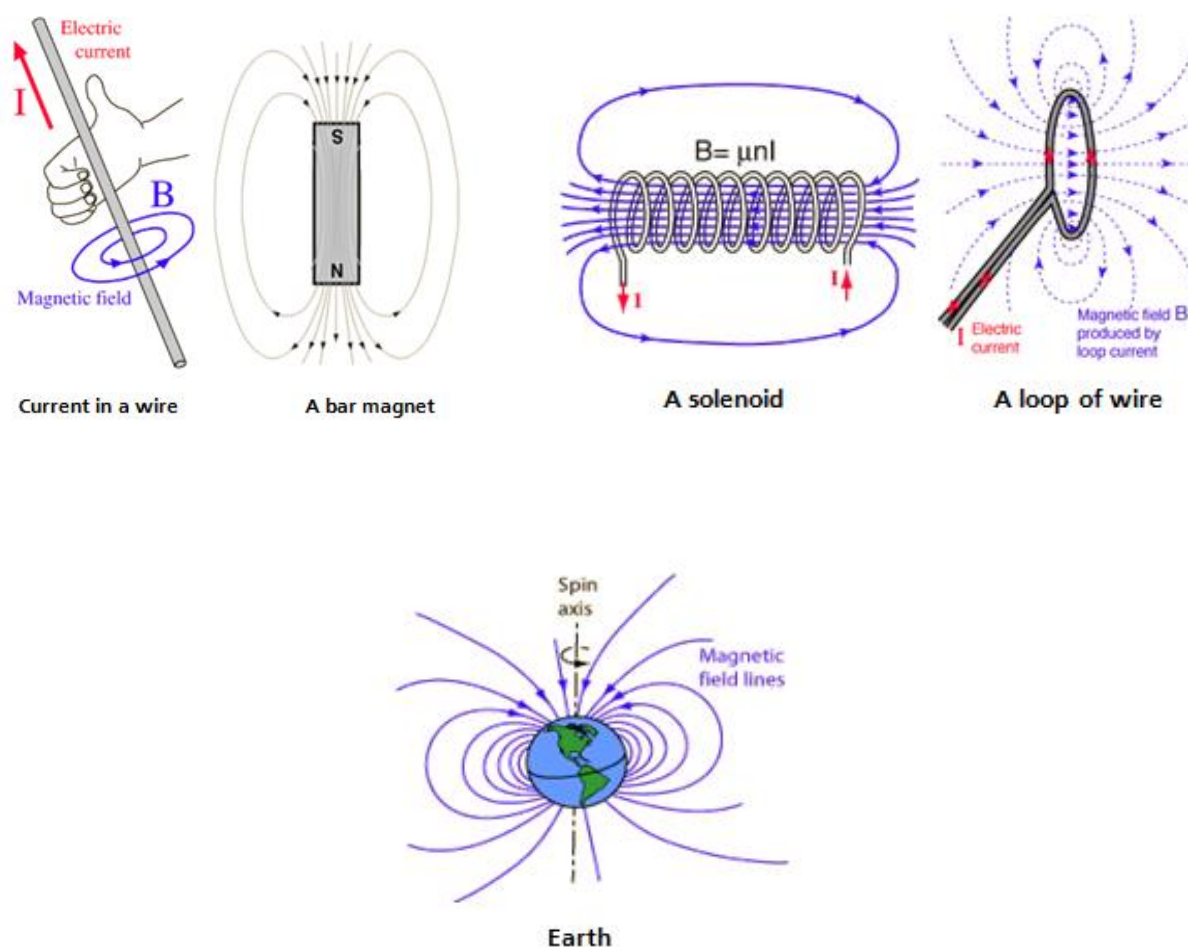 Electric
current
I
B
Magnetic field
Current in a wire
S
N
A bar magnet
B= μnI
I
I
A solenoid
I
Electric
current
Magnetic field B
produced by
loop current
A loop of wire
Spin
axis
Magnetic
field lines
Earth